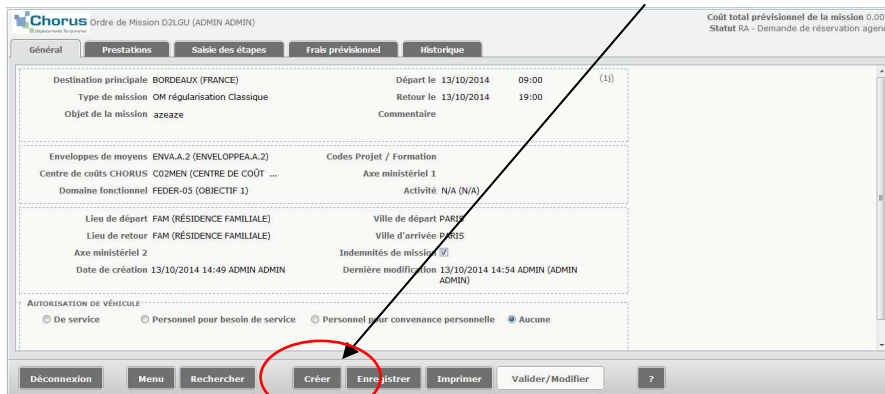 Chorus Ordre de Mission D2LGU (ADMIN ADMIN)
Déplacements Temporaires
Coût total prévisionnel de la mission 0.00
Statut RA - Demande de réservation agenc
Général Prestations Saisie des étapes Frais prévisionnel Historique
Destination principale BORDEAUX (FRANCE) Départ le 13/10/2014 09:00 (1j)
Type de mission OM régularisation Classique Retour le 13/10/2014 19:00
Objet de la mission azeaze Commentaire
Enveloppes de moyens ENVA.A.2 (ENVELOPPEA.A.2) Codes Projet / Formation
Centre de coûts CHORUS C02MEN (CENTRE DE COÛT ... Axe ministériel 1
Domaine fonctionnel FEDER-05 (OBJECTIF 1) Activité N/A (N/A)
Lieu de départ FAM (RÉSIDENCE FAMILIALE) Ville de départ PARIS
Lieu de retour FAM (RÉSIDENCE FAMILIALE) Ville d'arrivée PARIS
Axe ministériel 2 Indemnités de mission
Date de création 13/10/2014 14:49 ADMIN ADMIN Dernière modification 13/10/2014 14:54 ADMIN (ADMIN
ADMIN)
AUTORISATION DE VÉHICULE
De service Personnel pour besoin de service Personnel pour convenance personnelle Aucune
Déconnexion Menu Rechercher Créer Enregistrer Imprimer Valider/Modifier ?